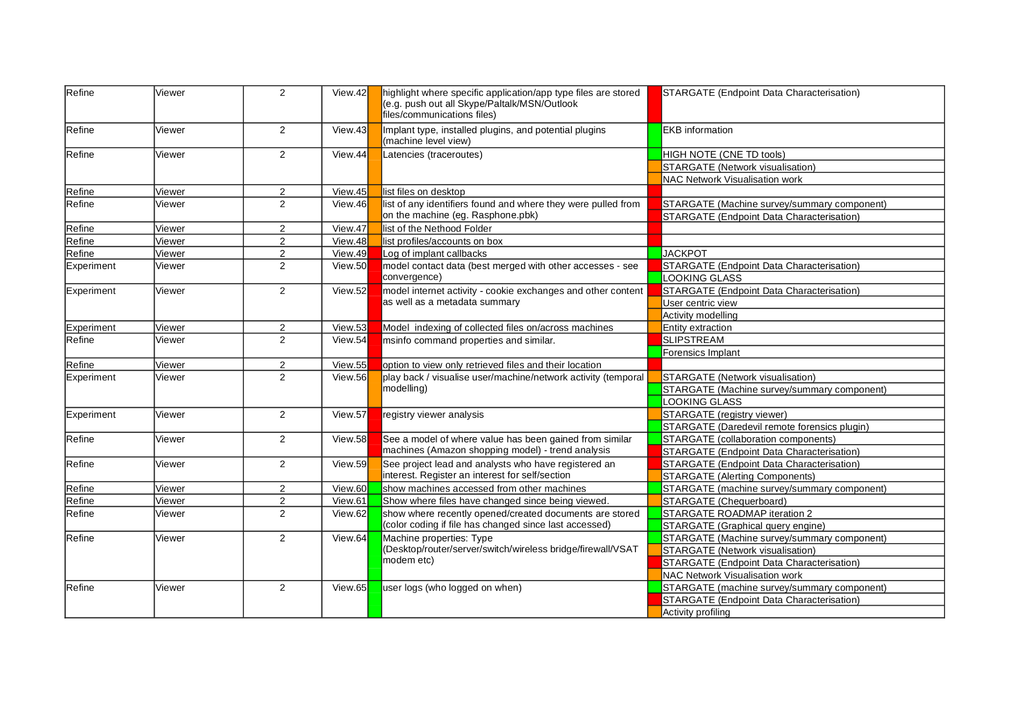 Refine Viewer 2 View.42 highlight where specific application/app type files are stored STARGATE (Endpoint Data Characterisation)
(e.g. push out all Skype/Paltalk/MSN/Outlook
files/communications files)
Refine Viewer 2 View.43 Implant type, installed plugins, and potential plugins EKB information
(machine level view)
Refine Viewer 2 View.44 Latencies (traceroutes) HIGH NOTE (CNE TD tools)
STARGATE (Network visualisation)
NAC Network Visualisation work
Refine Viewer 2 View.45 list files on desktop
Refine Viewer 2 View.46 list of any identifiers found and where they were pulled from STARGATE (Machine survey/summary component)
on the machine (eg. Rasphone.pbk) STARGATE (Endpoint Data Characterisation)
Refine Viewer 2 View.47 list of the Nethood Folder
Refine Viewer 2 View.48 list profiles/accounts on box
Refine Viewer 2 View.49 Log of implant callbacks JACKPOT
Experiment Viewer 2 View.50 model contact data (best merged with other accesses - see STARGATE (Endpoint Data Characterisation)
convergence) LOOKING GLASS
Experiment Viewer 2 View.52 model internet activity - cookie exchanges and other content STARGATE (Endpoint Data Characterisation)
as well as a metadata summary User centric view
Activity modelling
Experiment Viewer 2 View.53 Model indexing of collected files on/across machines Entity extraction
Refine Viewer 2 View.54 msinfo command properties and similar. SLIPSTREAM
Forensics Implant
Refine Viewer 2 View.55 option to view only retrieved files and their location
Experiment Viewer 2 View.56 play back / visualise user/machine/network activity (temporal STARGATE (Network visualisation)
modelling) STARGATE (Machine survey/summary component)
LOOKING GLASS
Experiment Viewer 2 View.57 registry viewer analysis STARGATE (registry viewer)
STARGATE (Daredevil remote forensics plugin)
Refine Viewer 2 View.58 See a model of where value has been gained from similar STARGATE (collaboration components)
machines (Amazon shopping model) - trend analysis STARGATE (Endpoint Data Characterisation)
Refine Viewer 2 View.59 See project lead and analysts who have registered an STARGATE (Endpoint Data Characterisation)
interest. Register an interest for self/section STARGATE (Alerting Components)
Refine Viewer 2 View.60 show machines accessed from other machines STARGATE (machine survey/summary component)
Refine Viewer 2 View.61 Show where files have changed since being viewed. STARGATE (Chequerboard)
Refine Viewer 2 View.62 show where recently opened/created documents are stored STARGATE ROADMAP iteration 2
(color coding if file has changed since last accessed) STARGATE (Graphical query engine)
Refine Viewer 2 View.64 Machine properties: Type STARGATE (Machine survey/summary component)
(Desktop/router/server/switch/wireless bridge/firewall/VSAT STARGATE (Network visualisation)
modem etc) STARGATE (Endpoint Data Characterisation)
NAC Network Visualisation work
Refine Viewer 2 View.65 user logs (who logged on when) STARGATE (machine survey/summary component)
STARGATE (Endpoint Data Characterisation)
Activity profiling